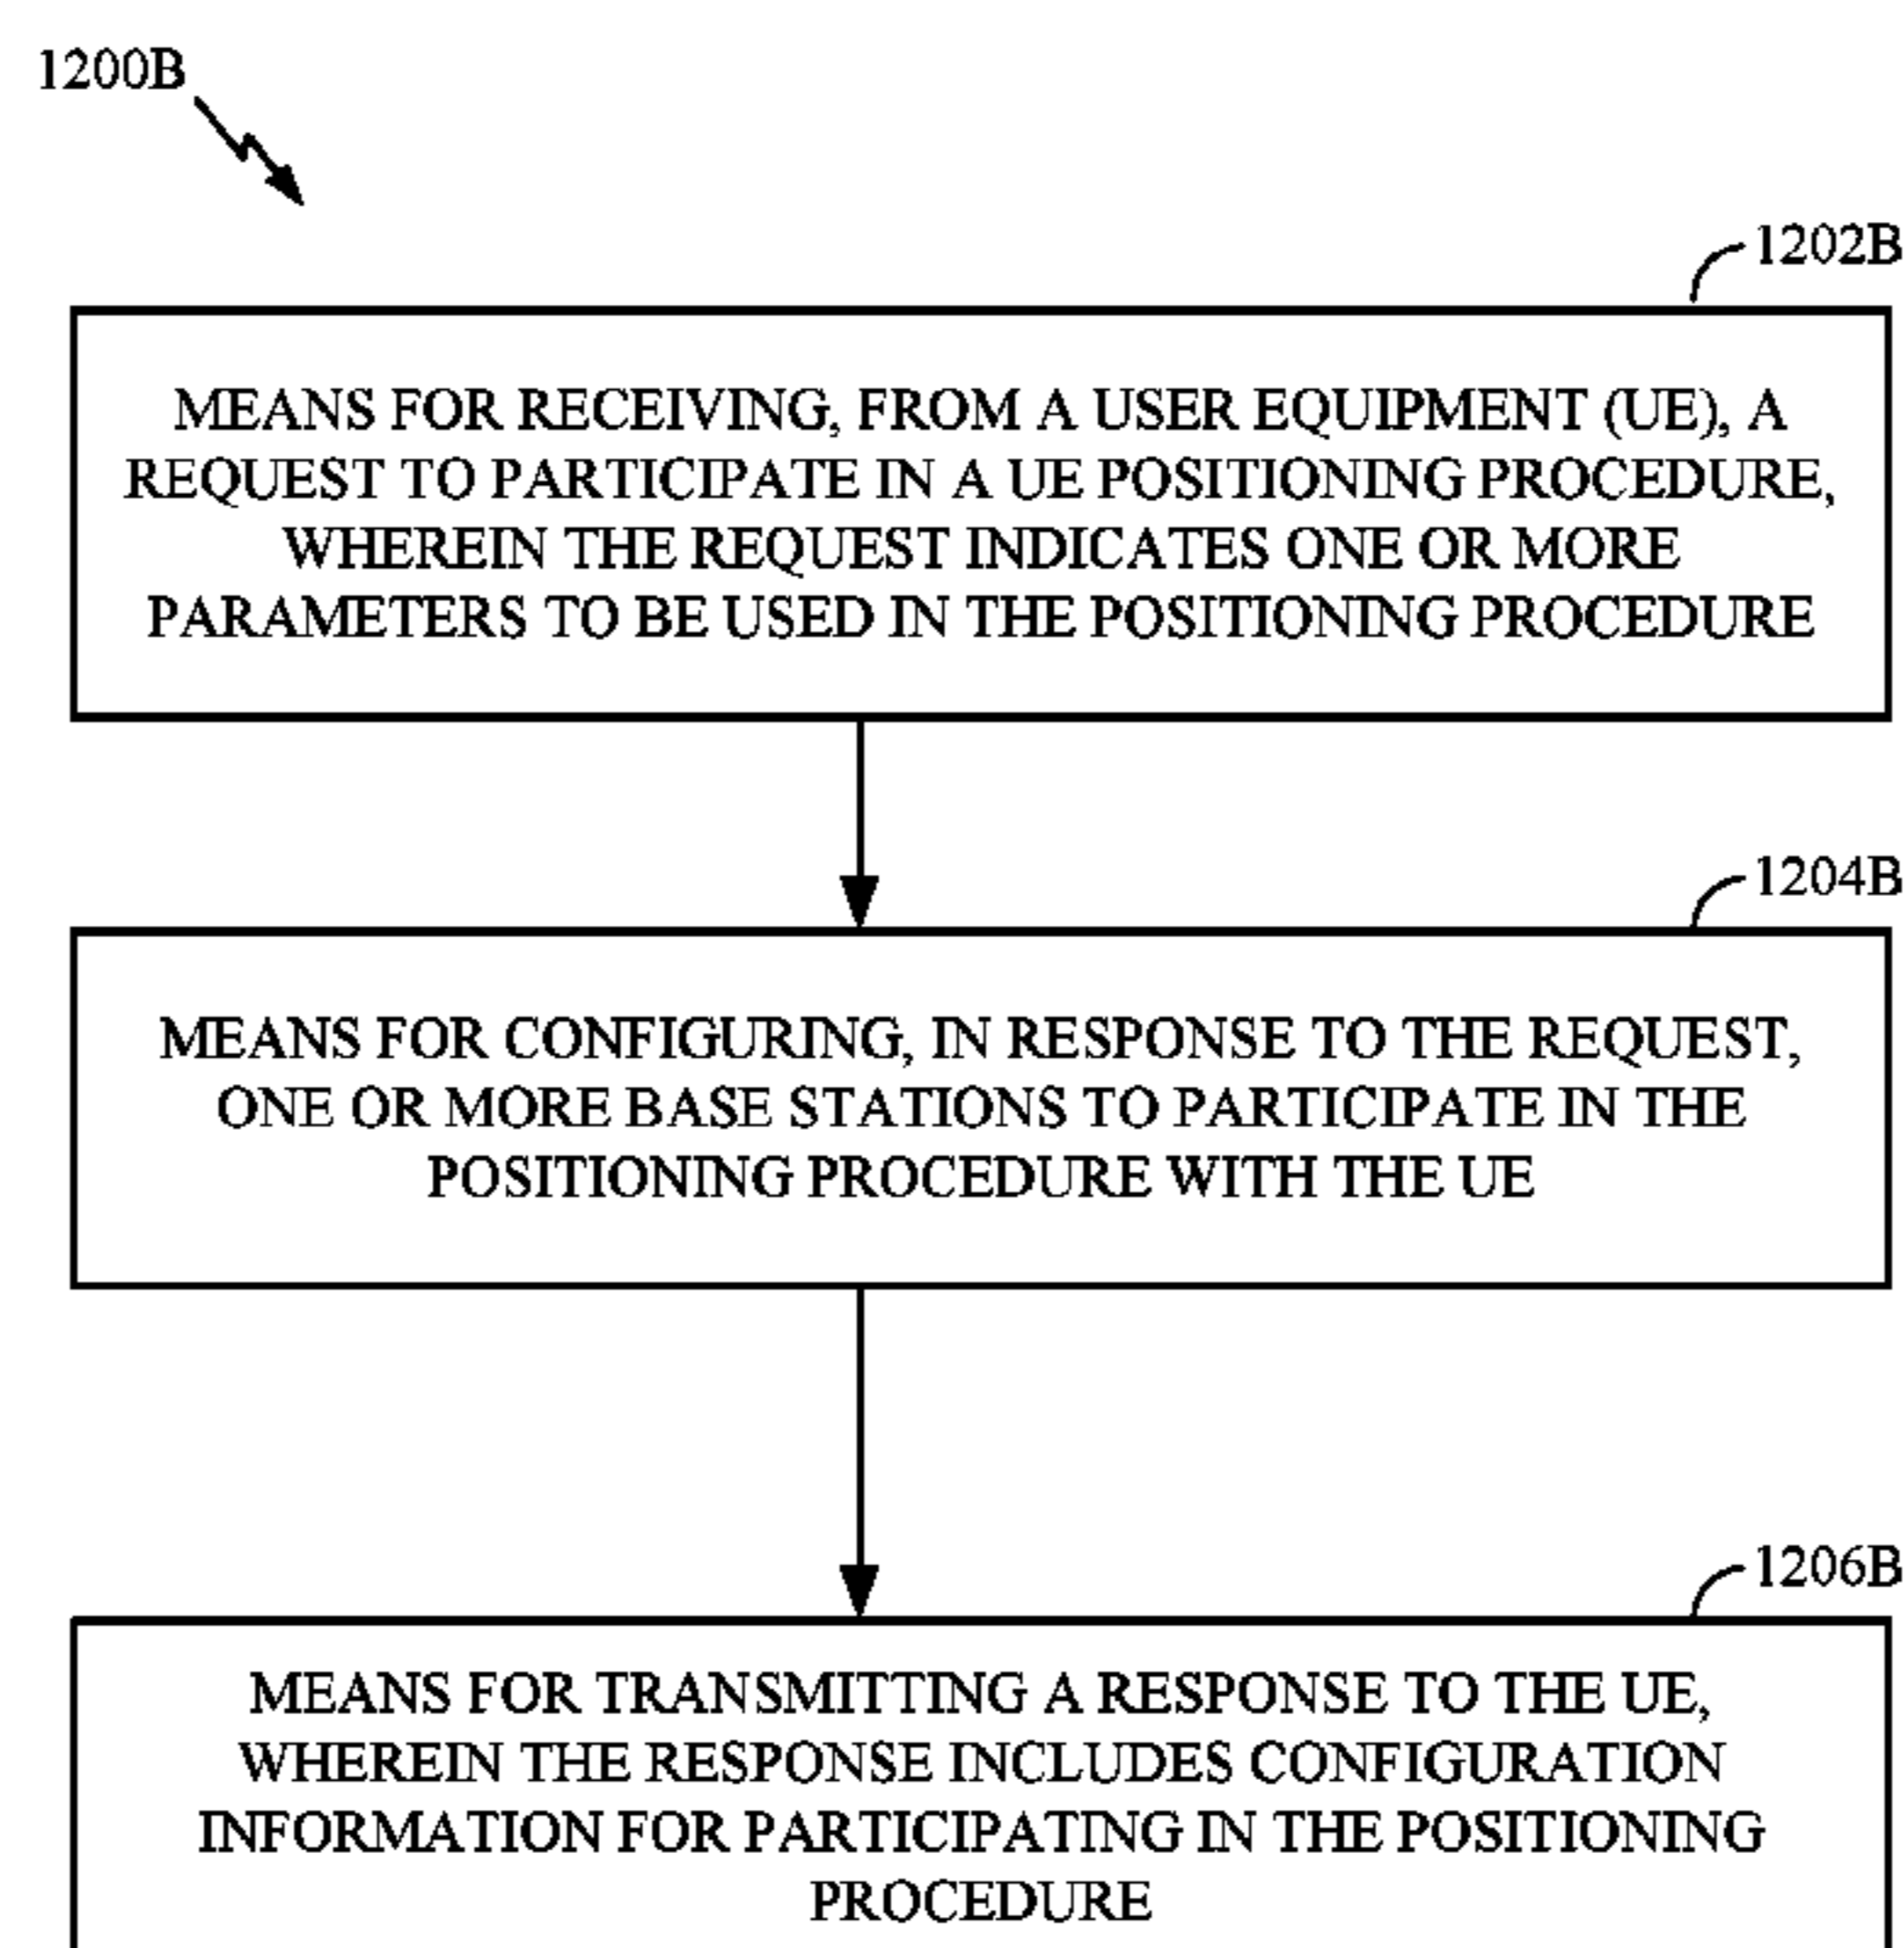 1200B
1202B
MEANS FOR RECEIVING, FROM A USER EQUIPMENT (UE), A
REQUEST TO PARTICIPATE IN A UE POSITIONING PROCEDURE,
WHEREIN THE REQUEST INDICATES ONE OR MORE
PARAMETERS TO BE USED IN THE POSITIONING PROCEDURE
1204B
MEANS FOR CONFIGURING, IN RESPONSE TO THE REQUEST,
ONE OR MORE BASE STATIONS TO PARTICIPATE IN THE
POSITIONING PROCEDURE WITH THE UE
1206B
MEANS FOR TRANSMITTING A RESPONSE TO THE UE,
WHEREIN THE RESPONSE INCLUDES CONFIGURATION
INFORMATION FOR PARTICIPATING IN THE POSITIONING
PROCEDURE